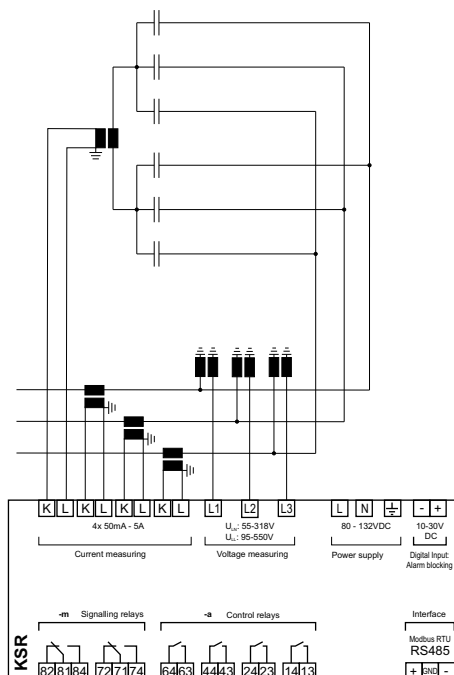 K L K L K L K L L1 L2 L3 L N - +
4x 50mA - 5A
U_LN: 55-318V
U_LL: 95-550V
80 - 132VDC
10-30V
DC
Current measuring
Voltage measuring
Power supply
Digital Input:
Alarm blocking
-m Signalling relays
-a Control relays
Interface
Modbus RTU
RS485
KSR
82 81 84 72 71 74 64 63 44 43 24 23 14 13 + GND -